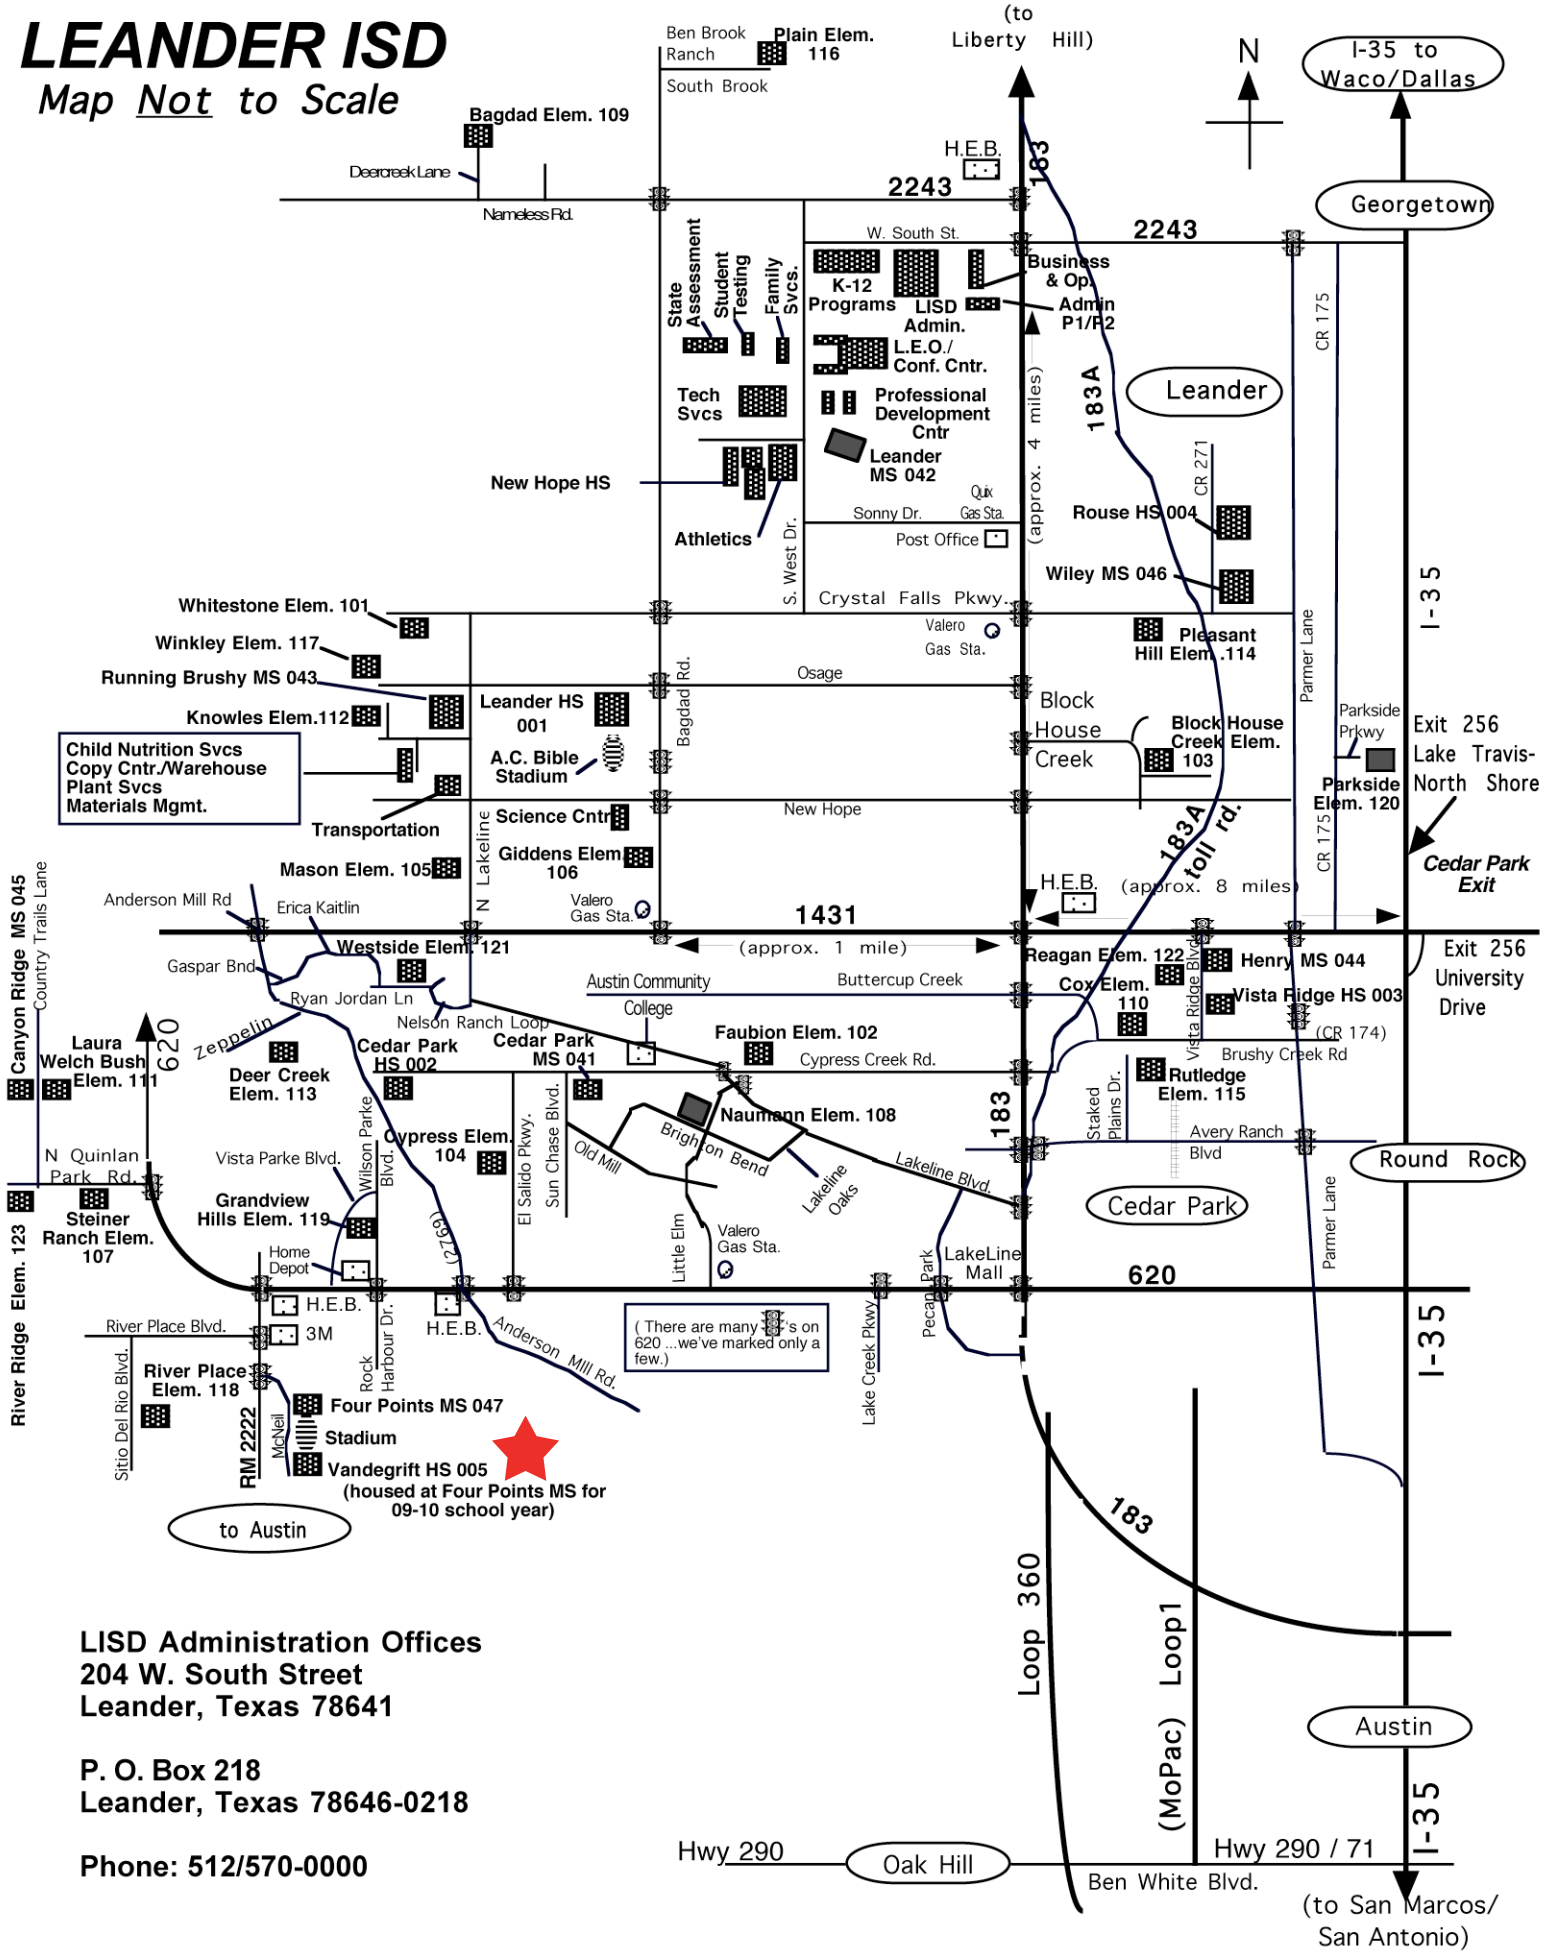 LEANDER ISD
Map Not to Scale
(to
Liberty Hill)
N
I-35 to
Waco/Dallas
Ben Brook
Ranch
Plain Elem.
116
South Brook
Bagdad Elem. 109
Deercreek Lane
Nameless Rd.
H.E.B.
183
2243
Georgetown
W. South St.
2243
State
Assessment
Student
Testing
Family
Svcs.
K-12
Programs
LISD
Admin.
Business
& Op.
Admin
P1/P2
L.E.O./
Conf. Cntr.
CR 175
Tech
Svcs
Professional
Development
Cntr
(approx. 4 miles)
183A
Leander
Leander
MS 042
New Hope HS
Athletics
S. West Dr.
Quix
Gas Sta.
Sonny Dr.
Post Office
CR 271
Rouse HS 004
Wiley MS 046
I-35
Whitestone Elem. 101
Crystal Falls Pkwy.
Valero
Gas Sta.
Pleasant
Hill Elem. .114
Parmer Lane
Winkley Elem. 117
Running Brushy MS 043
Osage
Bagdad Rd.
Knowles Elem.112
Leander HS
001
Block
House
Creek
Block House
Creek Elem.
103
Parkside
Prkwy
Exit 256
Lake Travis-
North Shore
Child Nutrition Svcs
Copy Cntr./Warehouse
Plant Svcs
Materials Mgmt.
A.C. Bible
Stadium
Parkside
Elem. 120
Transportation
Science Cntr
New Hope
183A
toll rd.
CR 175
N Lakeline
Mason Elem. 105
Giddens Elem.
106
Cedar Park
Exit
Canyon Ridge MS 045
Country Trails Lane
Anderson Mill Rd
Erica Kaitlin
Valero
Gas Sta.
1431
(approx. 1 mile)
H.E.B.
(approx. 8 miles)
Westside Elem. 121
Gaspar Bnd
Ryan Jordan Ln
Nelson Ranch Loop
Austin Community
College
Buttercup Creek
Reagan Elem. 122
Cox Elem.
110
Vista Ridge Blvd
Henry MS 044
Vista Ridge HS 003
Exit 256
University
Drive
(CR 174)
Brushy Creek Rd
620
Zeppelin
Laura
Welch Bush
Elem. 111
Deer Creek
Elem. 113
Cedar Park
HS 002
Cedar Park
MS 041
Faubion Elem. 102
Cypress Creek Rd.
183
Staked
Plains Dr.
Rutledge
Elem. 115
Naumann Elem. 108
Brighton Bend
Old Mill
Lakeline
Oaks
Lakeline Blvd.
Avery Ranch
Blvd
Wilson Parke
Blvd.
Cypress Elem.
104
El Salido Pkwy.
Sun Chase Blvd.
N Quinlan
Park Rd.
Vista Parke Blvd.
Round Rock
Cedar Park
Steiner
Ranch Elem.
107
Grandview
Hills Elem. 119
(2769)
Little Elm
Valero
Gas Sta.
Pecan Park
LakeLine
Mall
620
Parmer Lane
River Ridge Elem. 123
Home
Depot
H.E.B.
3M
H.E.B.
River Place Blvd.
Rock
Harbour Dr.
Anderson Mill Rd.
( There are many 's on
620 ...we've marked only a
few.)
Lake Creek Pkwy.
I-35
Sitio Del Rio Blvd.
River Place
Elem. 118
RM 2222
McNeil
Four Points MS 047
Stadium
Vandegrift HS 005
(housed at Four Points MS for
09-10 school year)
to Austin
183
Loop 360
(MoPac) Loop1
LISD Administration Offices
204 W. South Street
Leander, Texas 78641
P. O. Box 218
Leander, Texas 78646-0218
Phone: 512/570-0000
Austin
I-35
Hwy 290
Oak Hill
Hwy 290 / 71
Ben White Blvd.
(to San Marcos/
San Antonio)